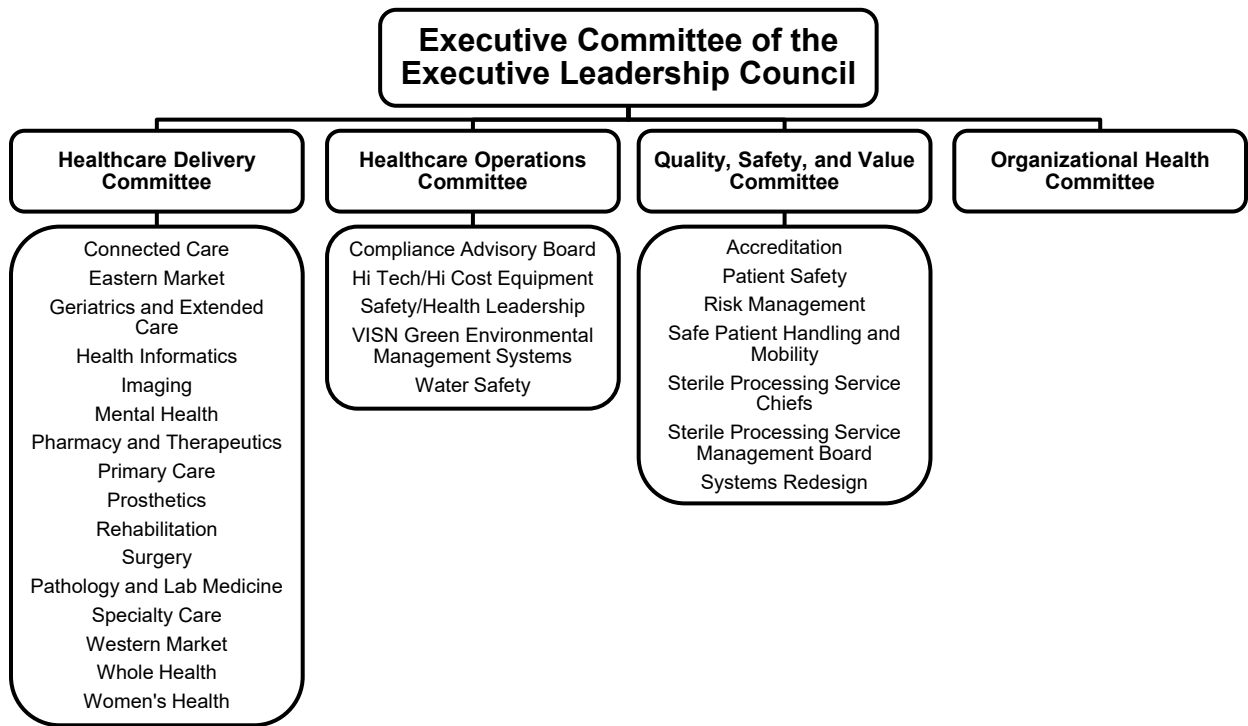 Executive Committee of the
Executive Leadership Council
Healthcare Delivery
Committee
Healthcare Operations
Committee
Quality, Safety, and Value
Committee
Organizational Health
Committee
Connected Care
Eastern Market
Geriatrics and Extended
Care
Health Informatics
Imaging
Mental Health
Pharmacy and Therapeutics
Primary Care
Prosthetics
Rehabilitation
Surgery
Pathology and Lab Medicine
Specialty Care
Western Market
Whole Health
Women's Health
Compliance Advisory Board
Hi Tech/Hi Cost Equipment
Safety/Health Leadership
VISN Green Environmental
Management Systems
Water Safety
Accreditation
Patient Safety
Risk Management
Safe Patient Handling and
Mobility
Sterile Processing Service
Chiefs
Sterile Processing Service
Management Board
Systems Redesign